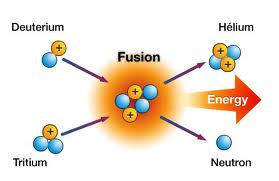 Deuterium
Hélium
Fusion
+
+
+
+
+
+
Energy
Tritium
Neutron